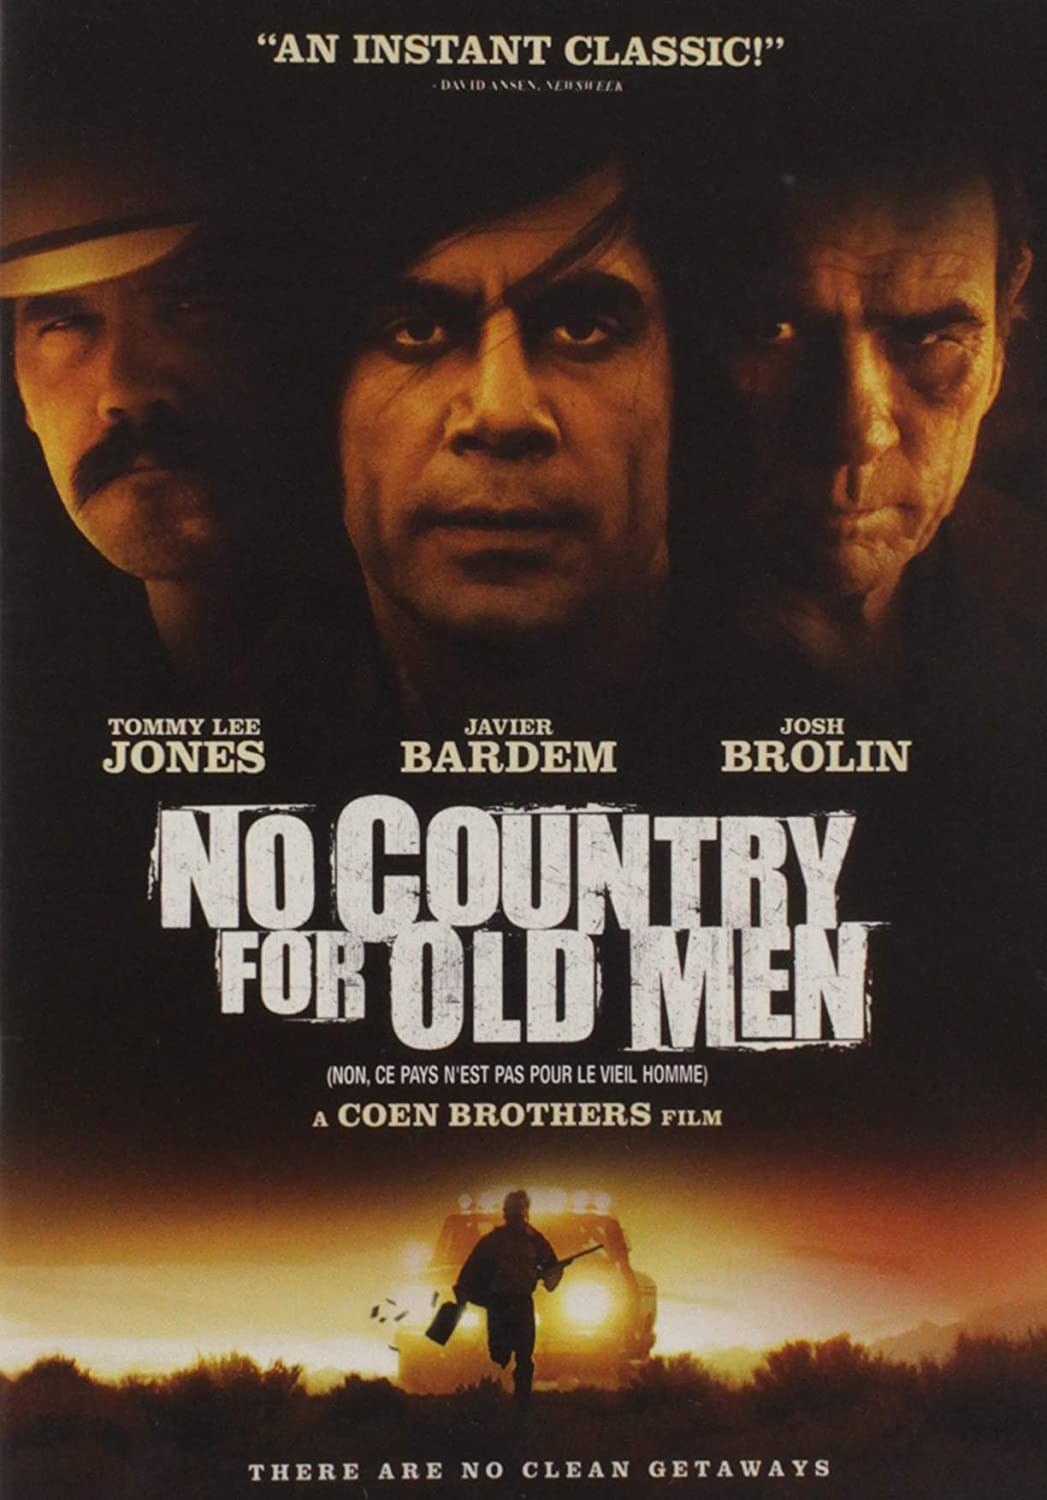 “AN INSTANT CLASSIC!”
- DAVID ANSEN, NEWSWEEK
TOMMY LEE JONES
JAVIER BARDEM
JOSH BROLIN
NO COUNTRY
FOR OLD MEN
(NON, CE PAYS N'EST PAS POUR LE VIEIL HOMME)
A COEN BROTHERS FILM
THERE ARE NO CLEAN GETAWAYS